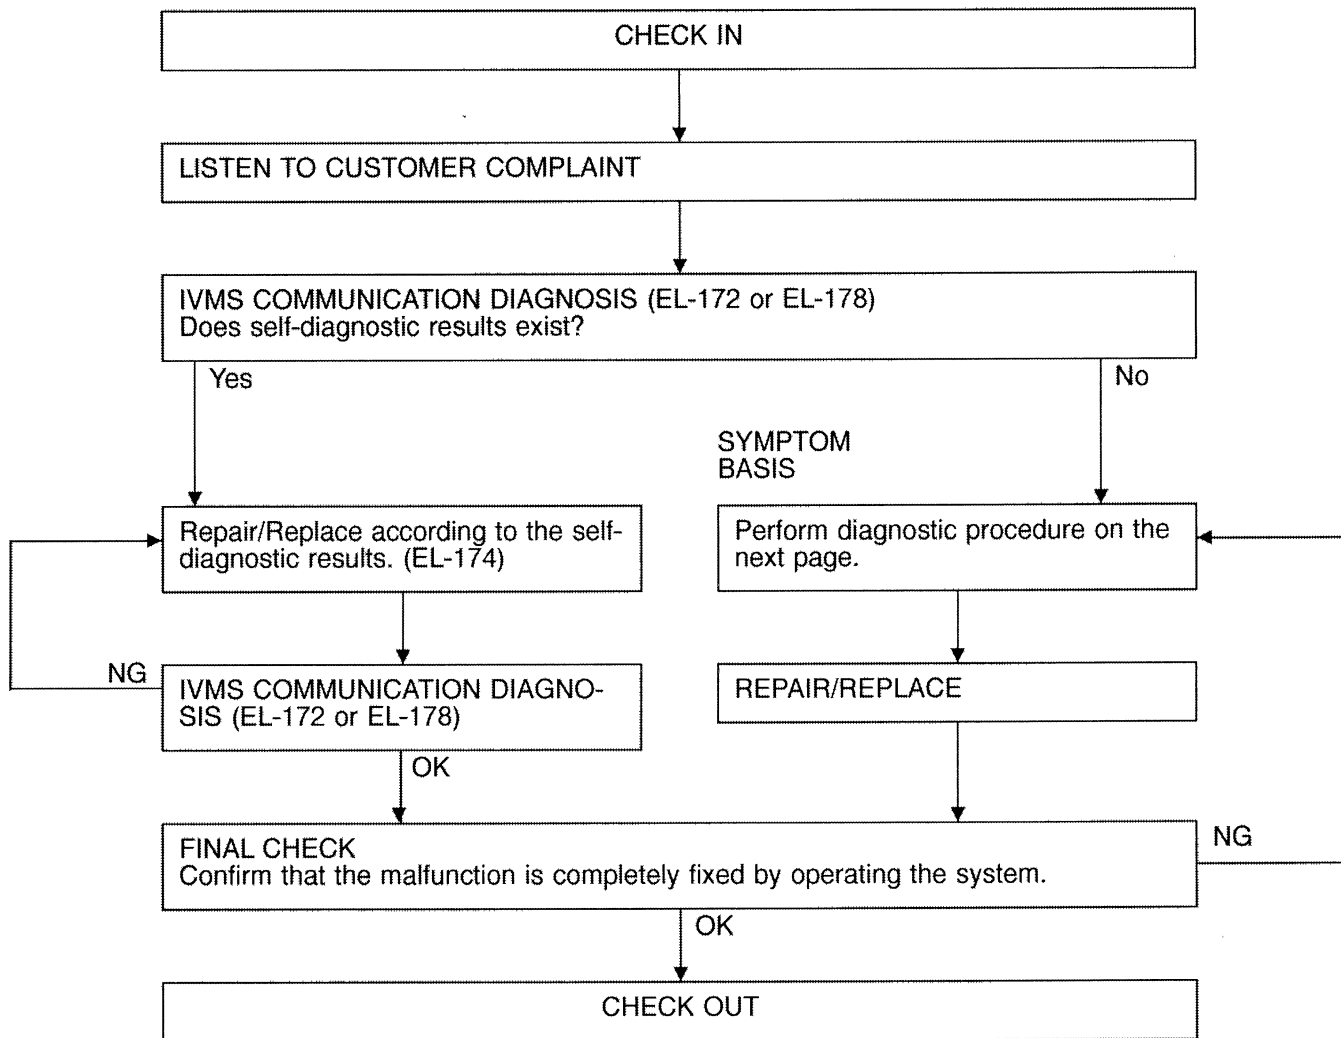 CHECK IN
LISTEN TO CUSTOMER COMPLAINT
IVMS COMMUNICATION DIAGNOSIS (EL-172 or EL-178)
Does self-diagnostic results exist?
Yes
No
SYMPTOM
BASIS
Repair/Replace according to the self-
diagnostic results. (EL-174)
Perform diagnostic procedure on the
next page.
NG
IVMS COMMUNICATION DIAGNO-
SIS (EL-172 or EL-178)
REPAIR/REPLACE
OK
FINAL CHECK
Confirm that the malfunction is completely fixed by operating the system.
NG
OK
CHECK OUT